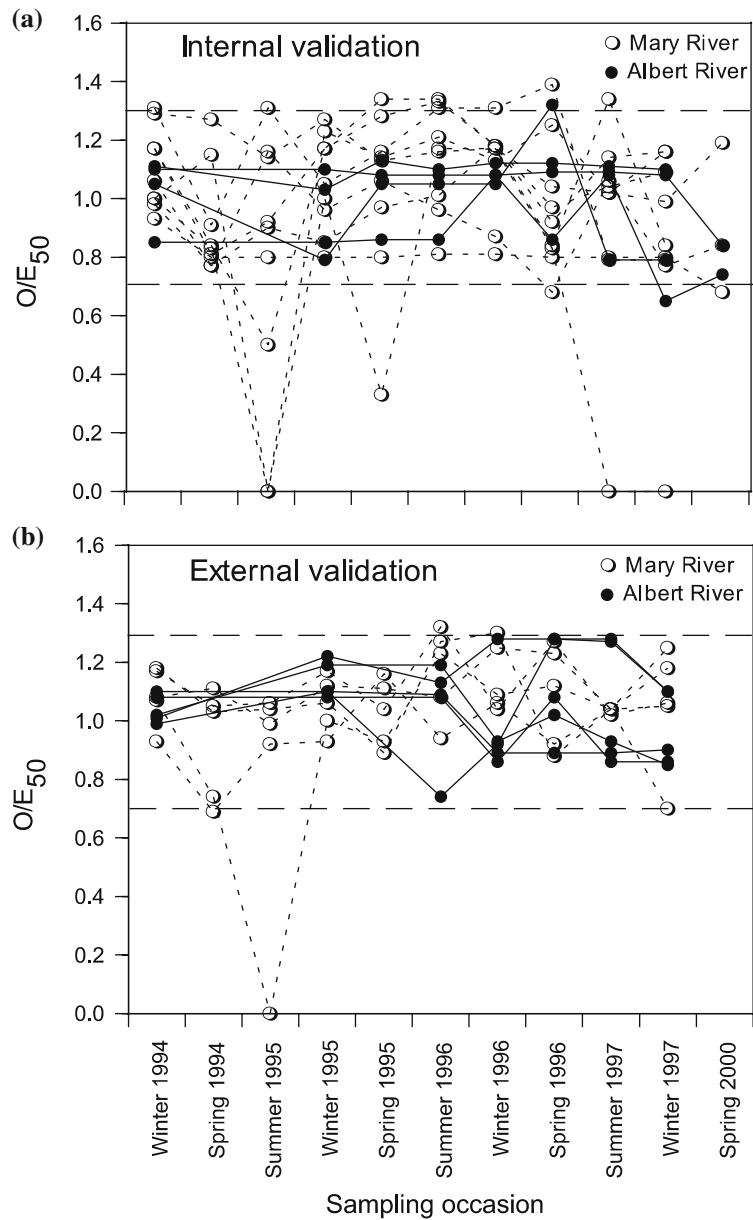 (a)
1.6
Internal validation
Mary River
Albert River
1.4
1.2
1.0
0.8
0.6
0.4
0.2
0.0
O/E50
(b)
1.6
External validation
Mary River
Albert River
1.4
1.2
1.0
0.8
0.6
0.4
0.2
0.0
O/E50
Winter 1994
Spring 1994
Summer 1995
Winter 1995
Spring 1995
Summer 1996
Winter 1996
Spring 1996
Summer 1997
Winter 1997
Spring 2000
Sampling occasion